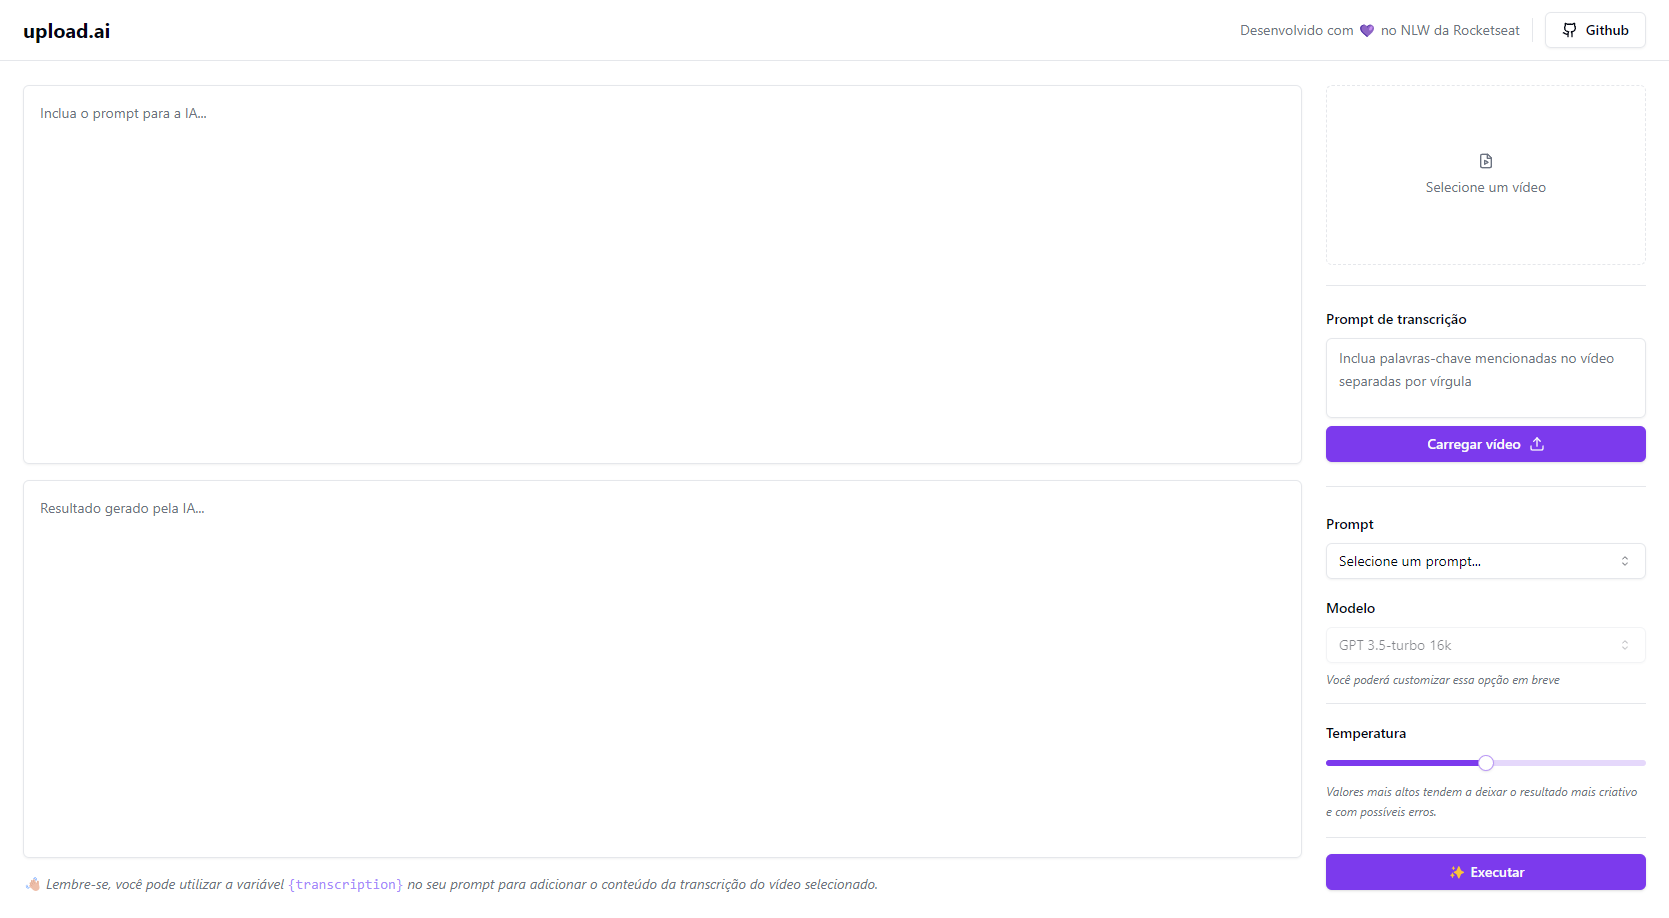 upload.ai
Desenvolvido com 💜 no NLW da Rocketseat
Github
Inclua o prompt para a IA...
Resultado gerado pela IA...
👋🏼 Lembre-se, você pode utilizar a variável {transcription} no seu prompt para adicionar o conteúdo da transcrição do vídeo selecionado.
Selecione um vídeo
Prompt de transcrição
Inclua palavras-chave mencionadas no vídeo
separadas por vírgula
Carregar vídeo
Prompt
Selecione um prompt...
Modelo
GPT 3.5-turbo 16k
Você poderá customizar essa opção em breve
Temperatura
Valores mais altos tendem a deixar o resultado mais criativo
e com possíveis erros.
✨ Executar